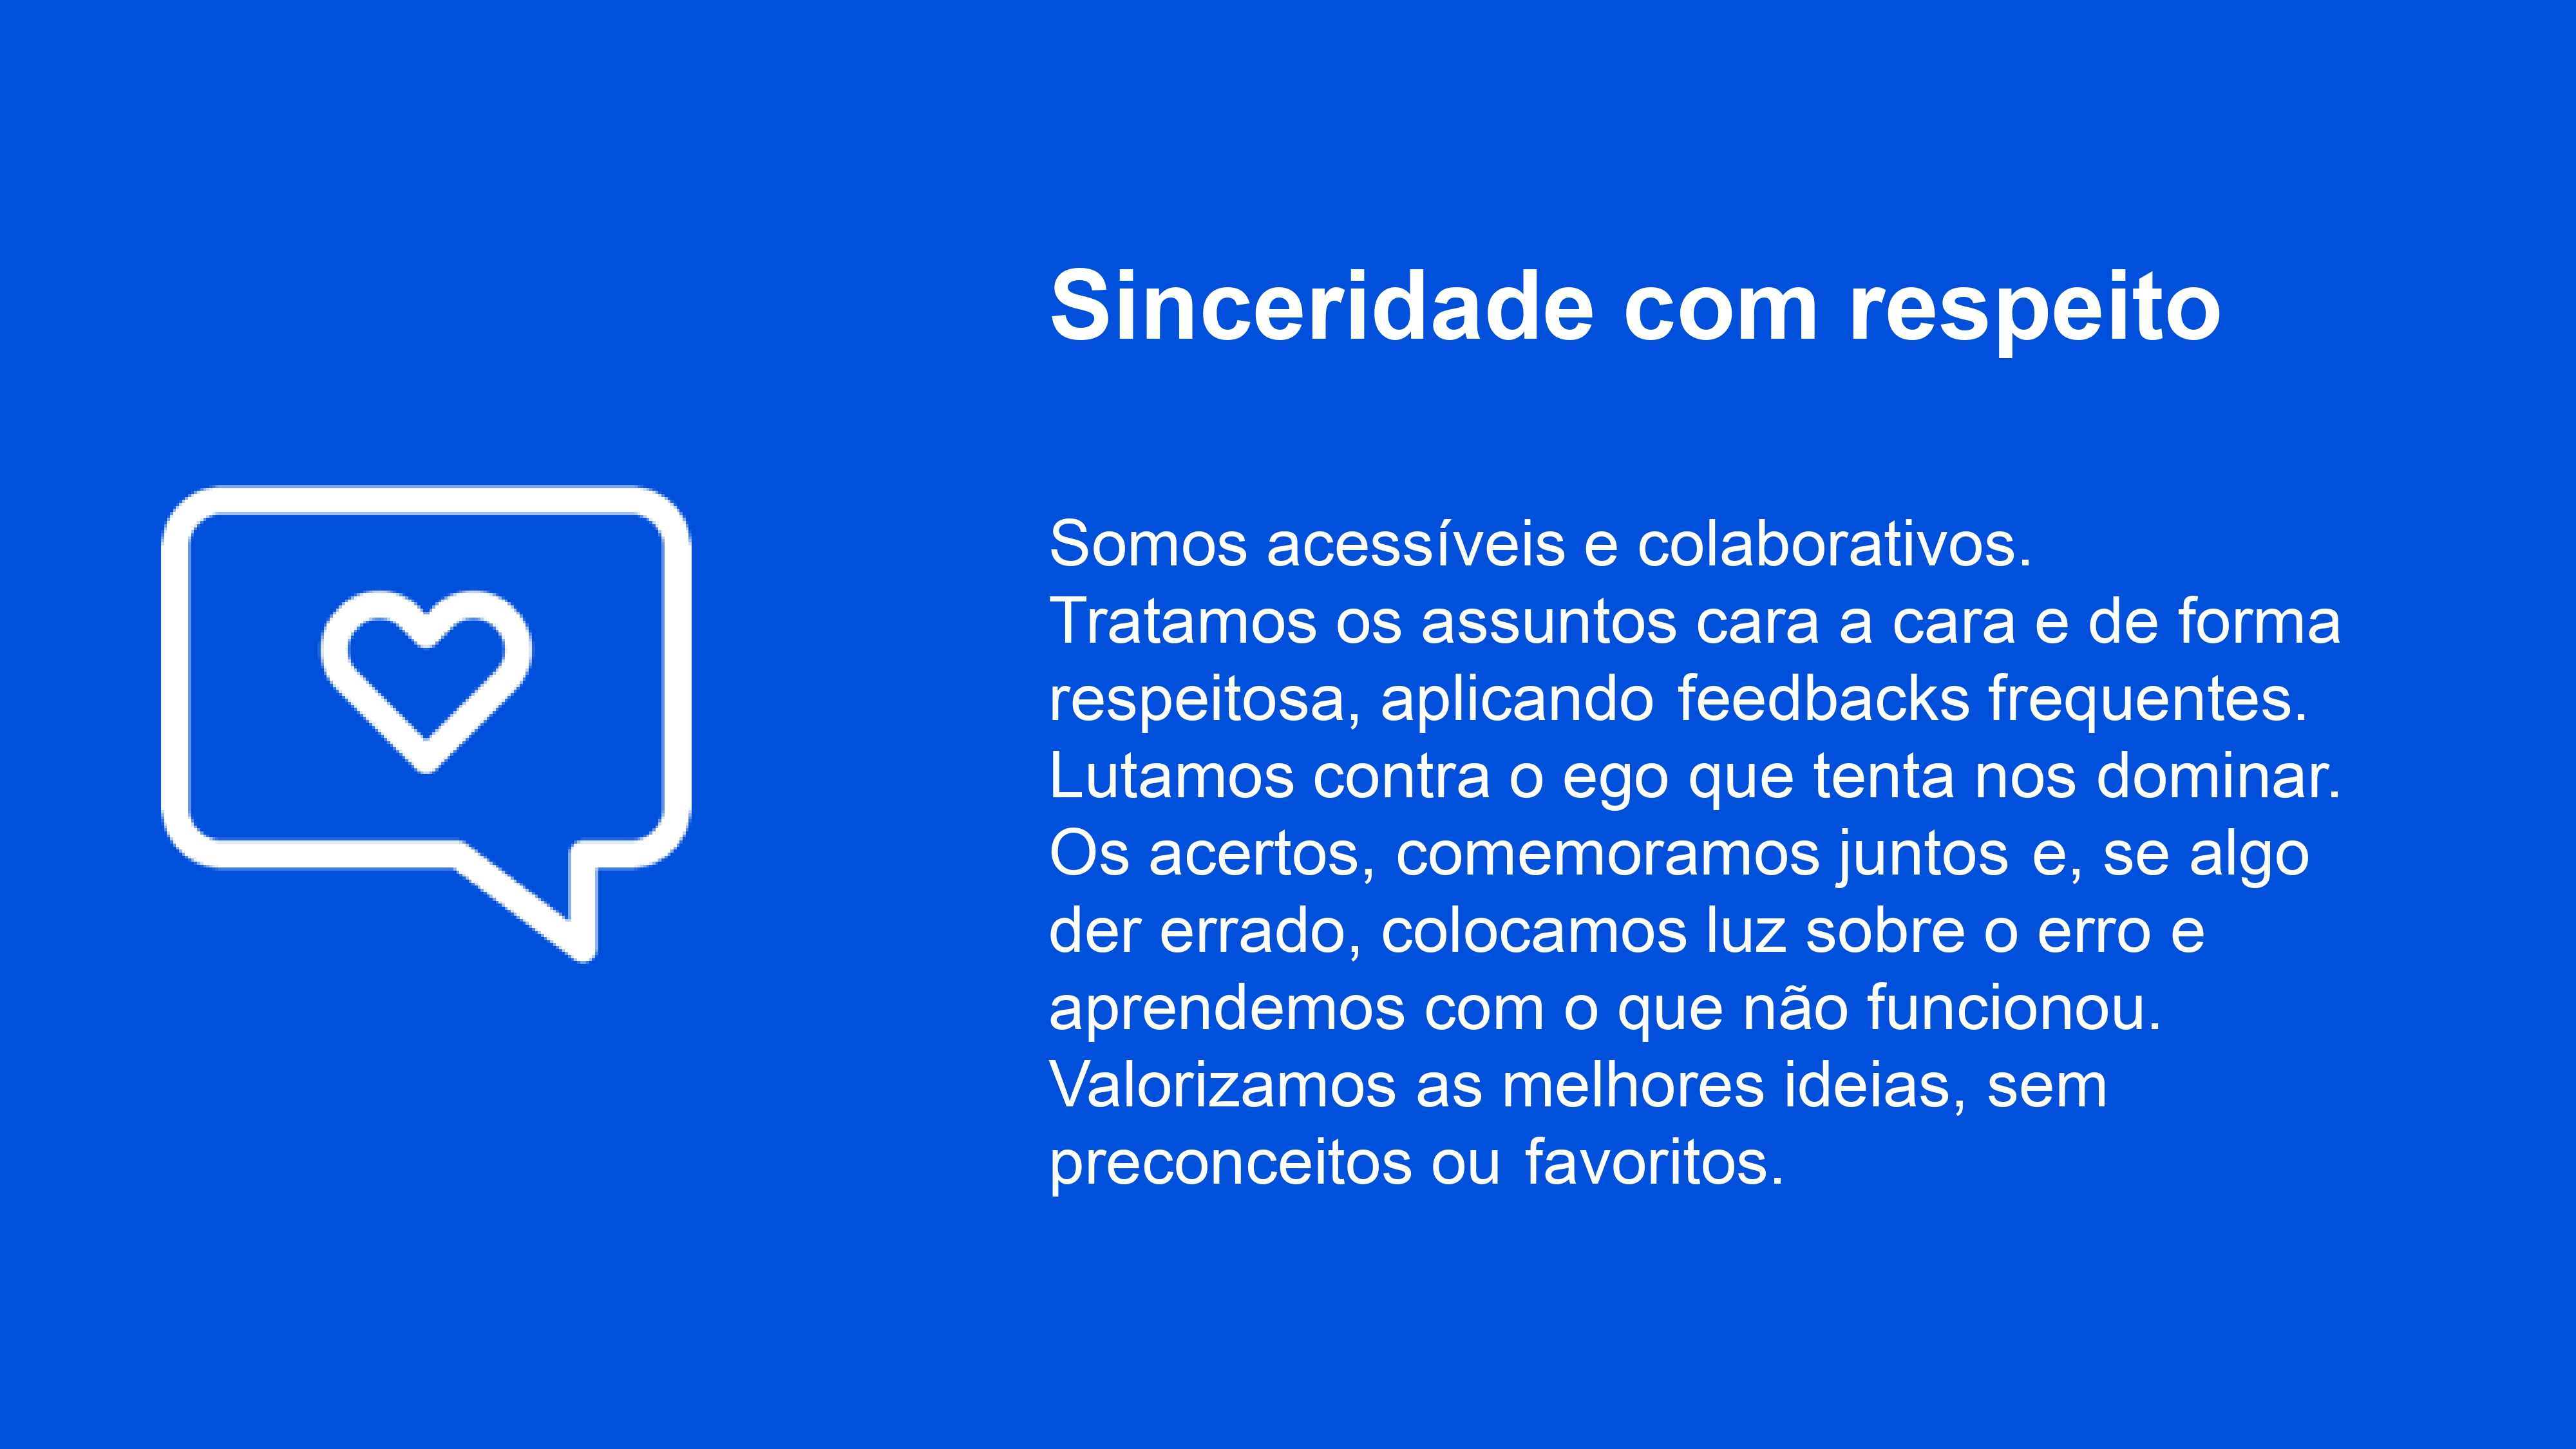 Sinceridade com respeito
Somos acessíveis e colaborativos.
Tratamos os assuntos cara a cara e de forma
respeitosa, aplicando feedbacks frequentes.
Lutamos contra o ego que tenta nos dominar.
Os acertos, comemoramos juntos e, se algo
der errado, colocamos luz sobre o erro e
aprendemos com o que não funcionou.
Valorizamos as melhores ideias, sem
preconceitos ou favoritos.